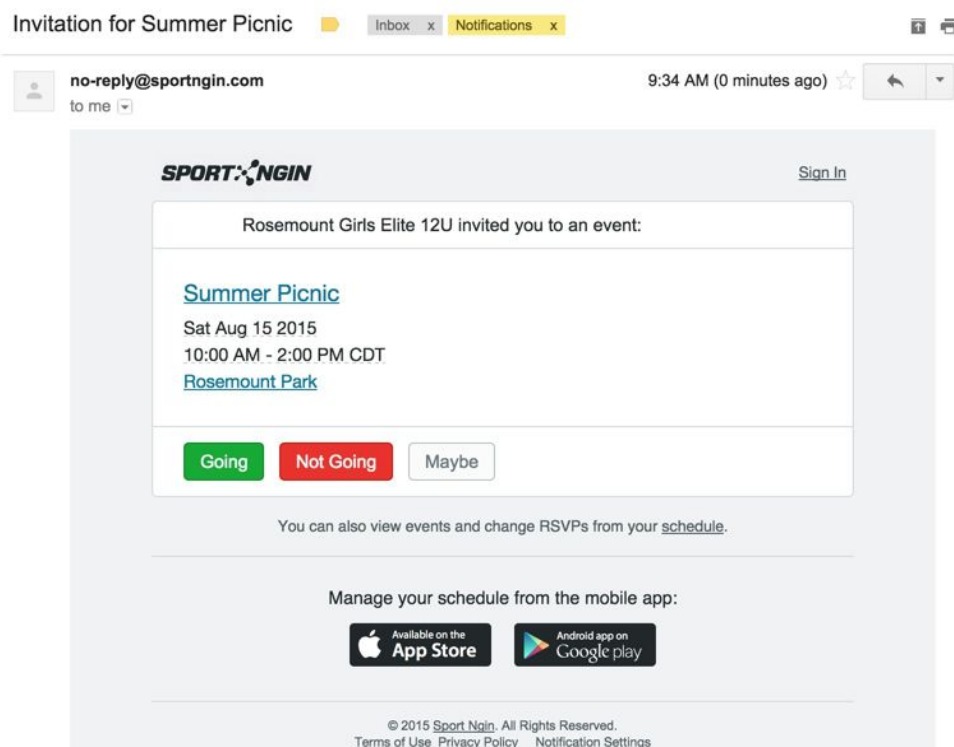 Invitation for Summer Picnic Inbox x Notifications x
no-reply@sportngin.com 9:34 AM (0 minutes ago)
to me
SPORT NGIN Sign In
Rosemount Girls Elite 12U invited you to an event:
Summer Picnic
Sat Aug 15 2015
10:00 AM - 2:00 PM CDT
Rosemount Park
Going Not Going Maybe
You can also view events and change RSVPs from your schedule.
Manage your schedule from the mobile app:
Available on the App Store
Android app on Google play
© 2015 Sport Ngin. All Rights Reserved.
Terms of Use Privacy Policy Notification Settings